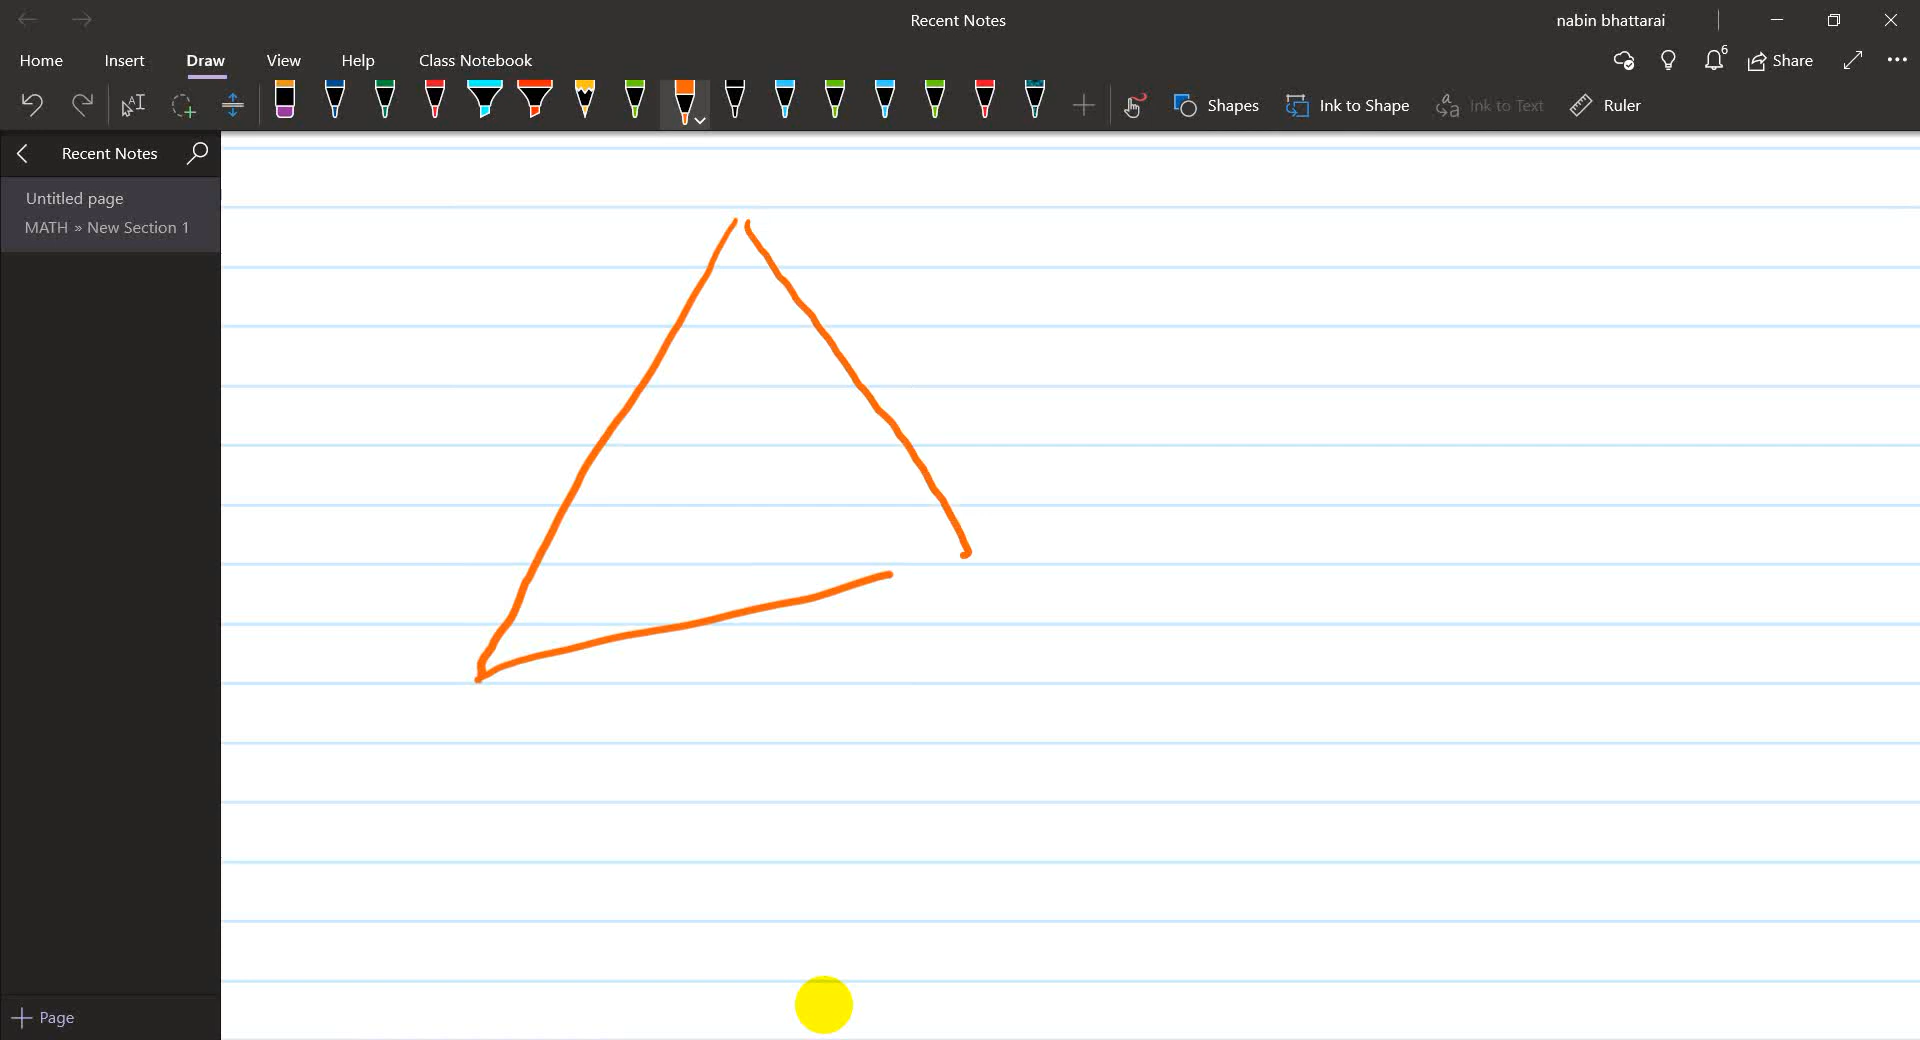 Recent Notes
nabin bhattarai
Home Insert Draw View Help Class Notebook
6
Share
Shapes
Ink to Shape
Ink to Text
Ruler
Recent Notes
Untitled page
MATH » New Section 1
Page